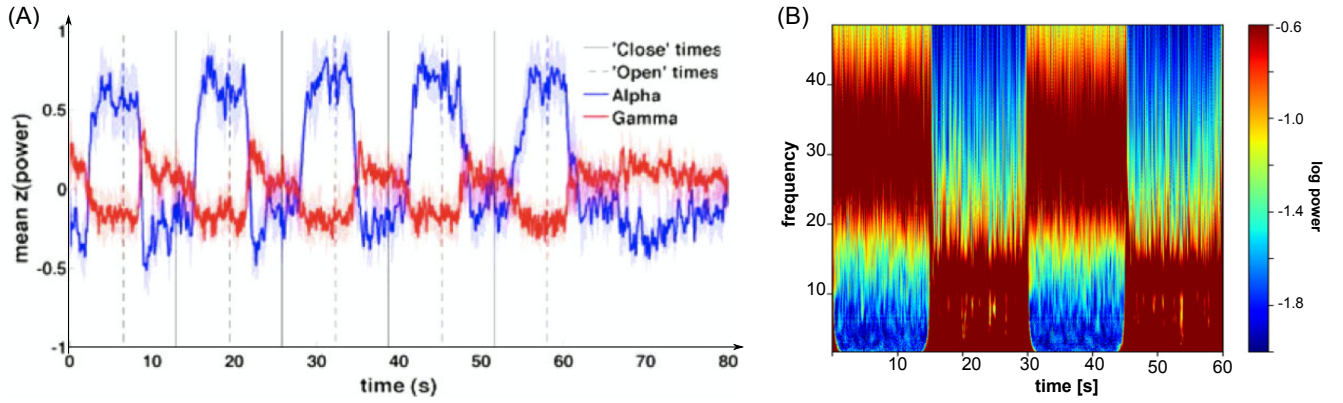 (A)
mean z(power)
1
0.5
0
-0.5
-1
'Close' times
'Open' times
Alpha
Gamma
0 10 20 30 40 50 60 70 80
time (s)
(B)
frequency
40
30
20
10
10 20 30 40 50 60
time [s]
-0.6
-1.0
-1.4
-1.8
log power